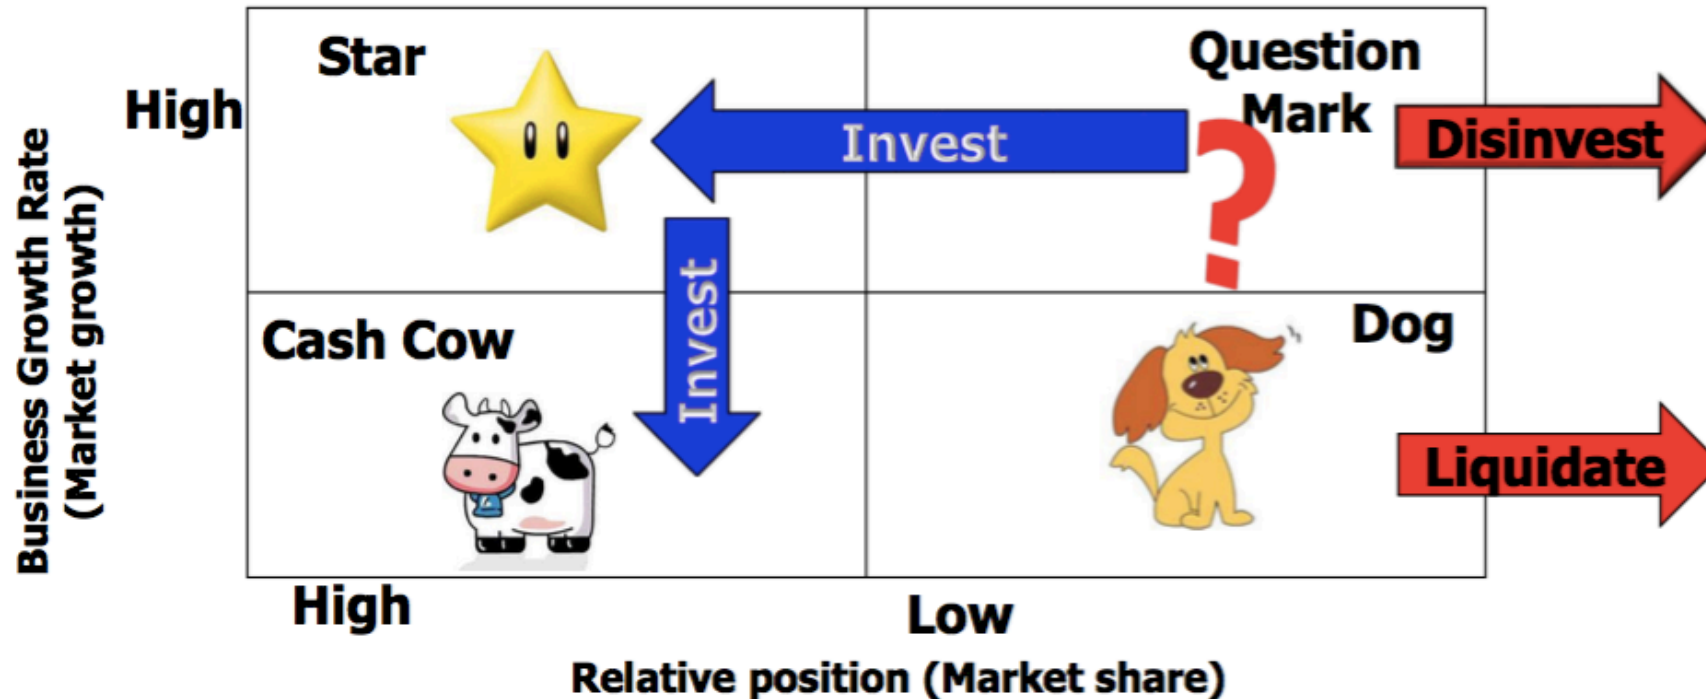 Star
Question
Mark
High
Invest
Disinvest
Business Growth Rate
(Market growth)
Invest
Cash Cow
Dog
Liquidate
High
Low
Relative position (Market share)